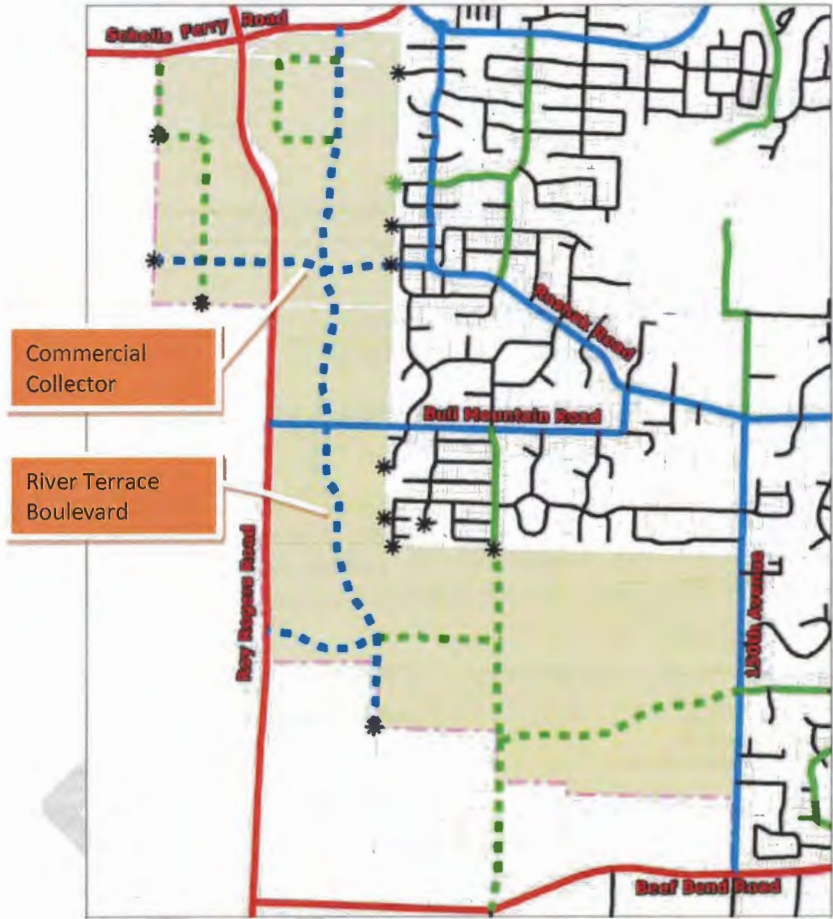 Scholls Ferry Road
Commercial
Collector
Roshak Road
Bull Mountain Road
River Terrace
Boulevard
Roy Rogers Road
150th Avenue
Beef Bend Road